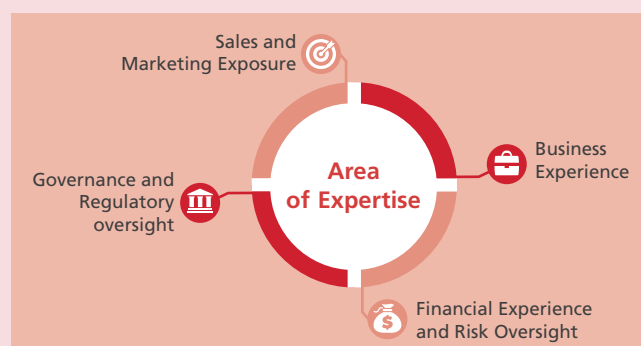 Sales and
Marketing Exposure
Business
Experience
Area
of Expertise
Governance and
Regulatory
oversight
Financial Experience
and Risk Oversight
$